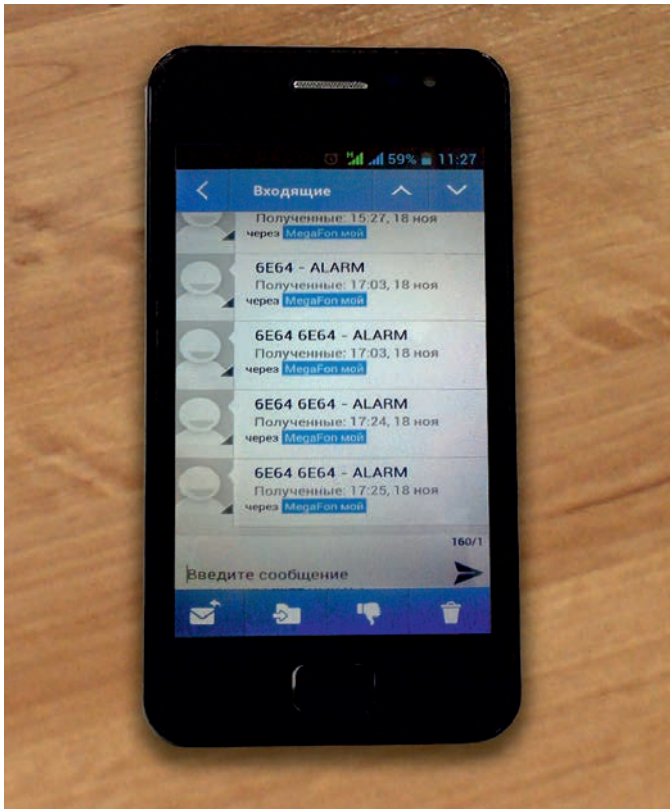 H 59% 11:27
Входящие
Полученные: 15:27, 18 ноя
через MegaFon мой
6E64 - ALARM
Полученные: 17:03, 18 ноя
через MegaFon мой
6E64 6E64 - ALARM
Полученные: 17:03, 18 ноя
через MegaFon мой
6E64 6E64 - ALARM
Полученные: 17:24, 18 ноя
через MegaFon мой
6E64 6E64 - ALARM
Полученные: 17:25, 18 ноя
через MegaFon мой
160/1
Введите сообщение